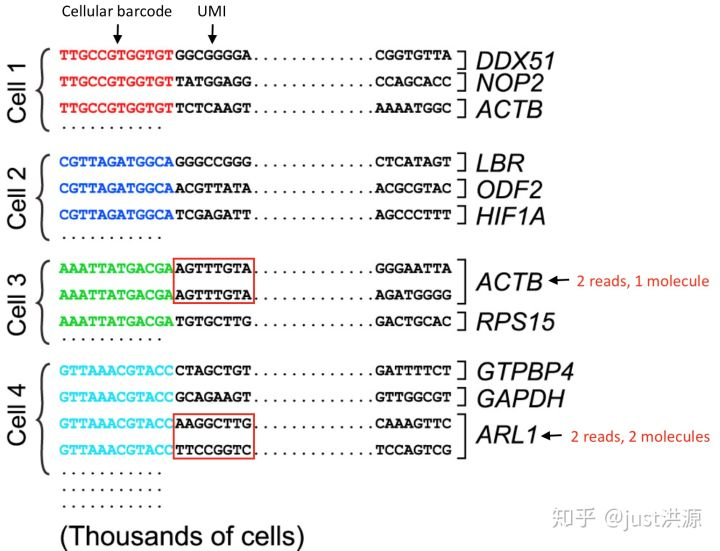 Cellular barcode UMI
Cell 1
TTGCCGTGGTGTGGCGGGGA..............CGGTGTTA DDX51
TTGCCGTGGTGTTATGGAGG..............CCAGCACC NOP2
TTGCCGTGGTGTTCTCAAGT..............AAAATGGC ACTB
...........
Cell 2
CGTTAGATGGCAGGGCCGGG..............CTCATAGT LBR
CGTTAGATGGCAACGTTATA..............ACGCGTAC ODF2
CGTTAGATGGCATCGAGATT..............AGCCCTTT HIF1A
...........
Cell 3
AAATTATGACGAAGTTTGTA..............GGGAATTA
ACTB 2 reads, 1 molecule
AAATTATGACGAAGTTTGTA..............AGATGGGG
AAATTATGACGATGTGCTTG..............GACTGCAC RPS15
...........
Cell 4
GTTAAACGTACCCTAGCTGT..............GATTTTCT GTPBP4
GTTAAACGTACCGCAGAAGT..............GTTGGCGT GAPDH
GTTAAACGTACCAAGGCTTG..............CAAAGTTC
ARL1 2 reads, 2 molecules
GTTAAACGTACCTTCCGGTC..............TCCAGTCG
...........
...........
...........
(Thousands of cells)
知乎 @just洪源